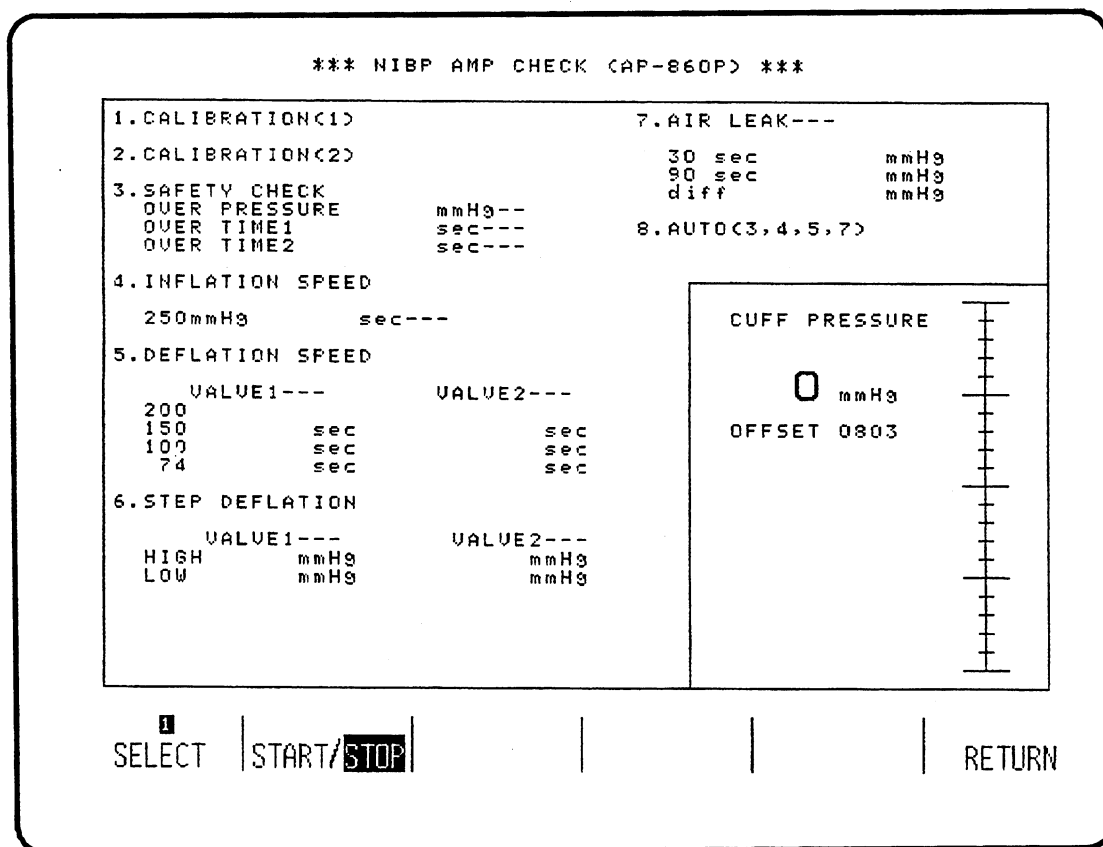 *** NIBP AMP CHECK (AP-860P) ***
1.CALIBRATION(1)
2.CALIBRATION(2)
3.SAFETY CHECK
OVER PRESSURE mmHg--
OVER TIME1 sec---
OVER TIME2 sec---
4.INFLATION SPEED
250mmHg sec---
5.DEFLATION SPEED
VALVE1--- VALVE2---
200
150 sec sec
100 sec sec
74 sec sec
6.STEP DEFLATION
VALVE1--- VALVE2---
HIGH mmHg mmHg
LOW mmHg mmHg
7.AIR LEAK---
30 sec mmHg
90 sec mmHg
diff mmHg
8.AUTO(3,4,5,7)
CUFF PRESSURE
0 mmHg
OFFSET 0803
1
SELECT START/STOP RETURN